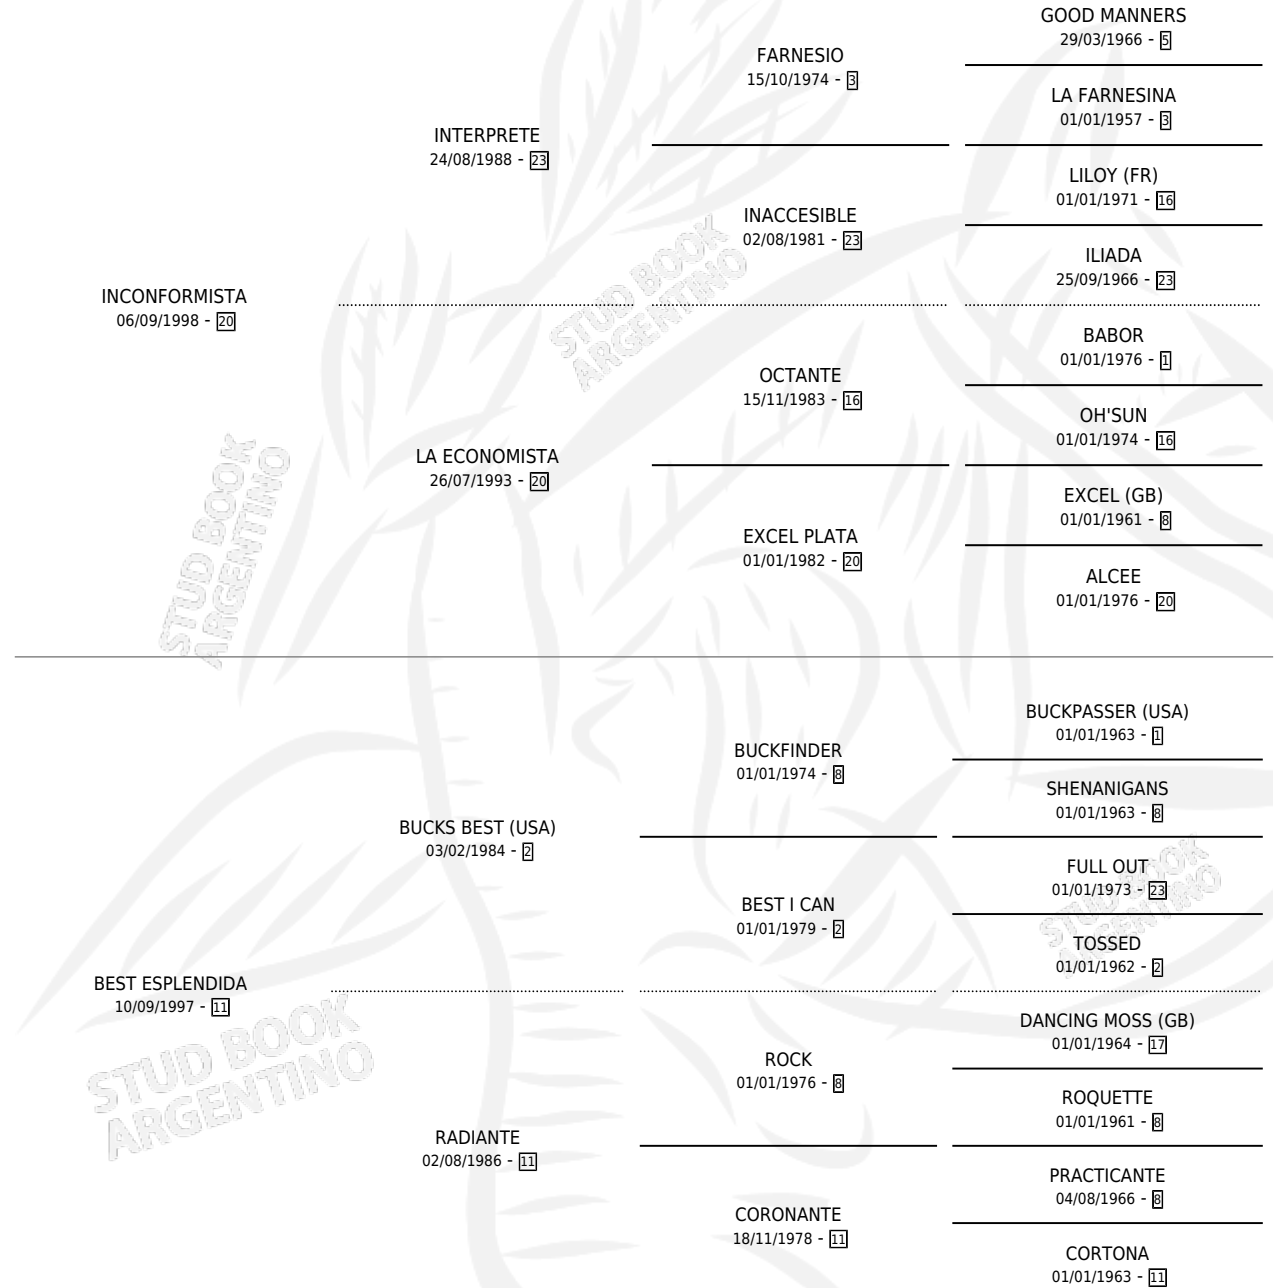 GOOD MANNERS
29/03/1966 - 5
FARNESIO
15/10/1974 - 3
LA FARNESINA
01/01/1957 - 3
INTERPRETE
24/08/1988 - 23
LILOY (FR)
01/01/1971 - 16
INACCESIBLE
02/08/1981 - 23
ILIADA
25/09/1966 - 23
INCONFORMISTA
06/09/1998 - 20
STUD BOOK
ARGENTINO
BABOR
01/01/1976 - 1
OCTANTE
15/11/1983 - 16
OH'SUN
01/01/1974 - 16
LA ECONOMISTA
26/07/1993 - 20
EXCEL (GB)
01/01/1961 - 8
EXCEL PLATA
01/01/1982 - 20
ALCEE
01/01/1976 - 20
STUD BOOK
ARGENTINO
BUCKPASSER (USA)
01/01/1963 - 1
BUCKFINDER
01/01/1974 - 8
SHENANIGANS
01/01/1963 - 8
BUCKS BEST (USA)
03/02/1984 - 2
FULL OUT
01/01/1973 - 23
BEST I CAN
01/01/1979 - 2
STUD BOOK
ARGENTINO
TOSSED
01/01/1962 - 2
BEST ESPLENDIDA
10/09/1997 - 11
STUD BOOK
ARGENTINO
DANCING MOSS (GB)
01/01/1964 - 17
ROCK
01/01/1976 - 8
ROQUETTE
01/01/1961 - 8
RADIANTE
02/08/1986 - 11
PRACTICANTE
04/08/1966 - 8
CORONANTE
18/11/1978 - 11
CORTONA
01/01/1963 - 11